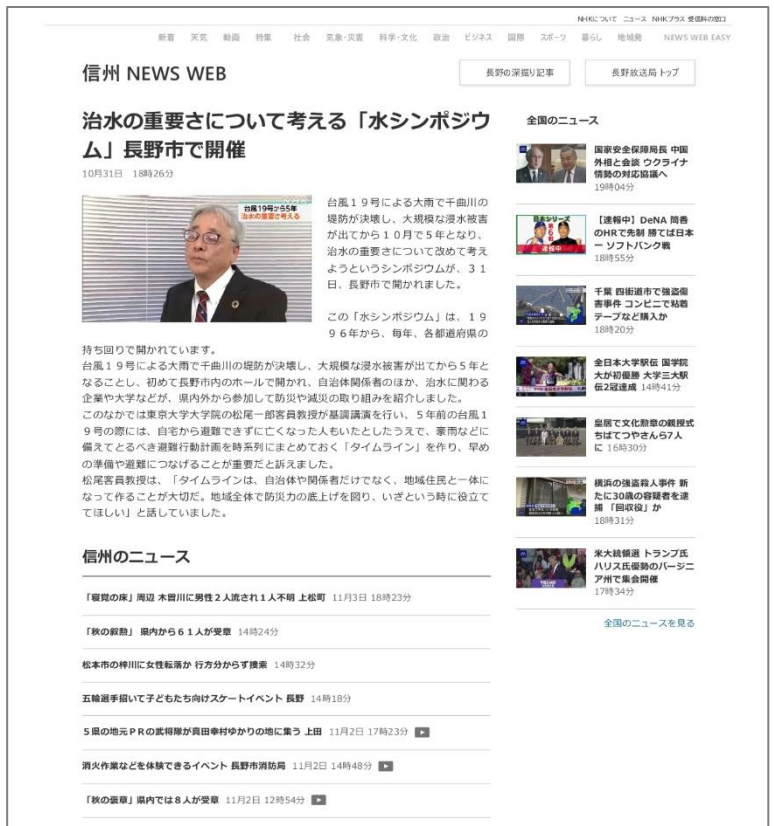 NHKについて ニュース NHKプラス 受信料の窓口
新着 天気 動画 特集 社会 気象・災害 科学・文化 政治 ビジネス 国際 スポーツ 暮らし 地域発 NEWS WEB EASY
信州 NEWS WEB
長野の深掘り記事
長野放送局トップ
治水の重要さについて考える「水シンポジウ
ム」長野市で開催
10月31日 18時26分
台風19号から5年
治水の重要さ考える
台風１９号による大雨で千曲川の
堤防が決壊し、大規模な浸水被害
が出てから１０月で５年となり、
治水の重要さについて改めて考え
ようというシンポジウムが、３１
日、長野市で開かれました。
この「水シンポジウム」は、１９
９６年から、毎年、各都道府県の
持ち回りで開かれています。
台風１９号による大雨で千曲川の堤防が決壊し、大規模な浸水被害が出てから５年と
なることし、初めて長野市内のホールで開かれ、自治体関係者のほか、治水に関わる
企業や大学などが、県内外から参加して防災や減災の取り組みを紹介しました。
このなかでは東京大学大学院の松尾一郎客員教授が基調講演を行い、５年前の台風１
９号の際には、自宅から避難できずに亡くなった人もいたとしたうえで、豪雨などに
備えてとるべき避難行動計画を時系列にまとめておく「タイムライン」を作り、早め
の準備や避難につなげることが重要だと訴えました。
松尾客員教授は、「タイムラインは、自治体や関係者だけでなく、地域住民と一体に
なって作ることが大切だ。地域全体で防災力の底上げを図り、いざという時に役立て
てほしい」と話していました。
信州のニュース
「寝覚の床」周辺 木曽川に男性２人流され１人不明 上松町 11月3日 18時23分
「秋の叙勲」 県内から６１人が受章 14時24分
松本市の梓川に女性転落か 行方分からず捜索 14時32分
五輪選手招いて子どもたち向けスケートイベント 長野 14時18分
５県の地元ＰＲの武将隊が真田幸村ゆかりの地に集う 上田 11月2日 17時23分
消火作業などを体験できるイベント 長野市消防局 11月2日 14時48分
「秋の褒章」県内では８人が受章 11月2日 12時54分
全国のニュース
国家安全保障局長 中国
外相と会談 ウクライナ
情勢の対応協議へ
19時04分
日本シリーズ
速報中
【速報中】DeNA 筒香
のHRで先制 勝てば日本
一 ソフトバンク戦
18時55分
千葉 四街道市で強盗傷
害事件 コンビニで粘着
テープなど購入か
18時20分
全日本大学駅伝 国学院
大が初優勝 大学三大駅
伝2冠達成 14時41分
皇居で文化勲章の親授式
ちばてつやさんら7人
に 16時30分
横浜の強盗殺人事件 新
たに30歳の容疑者を逮
捕 「回収役」か
18時31分
米大統領選 トランプ氏
ハリス氏優勢のバージニ
ア州で集会開催
17時34分
全国のニュースを見る